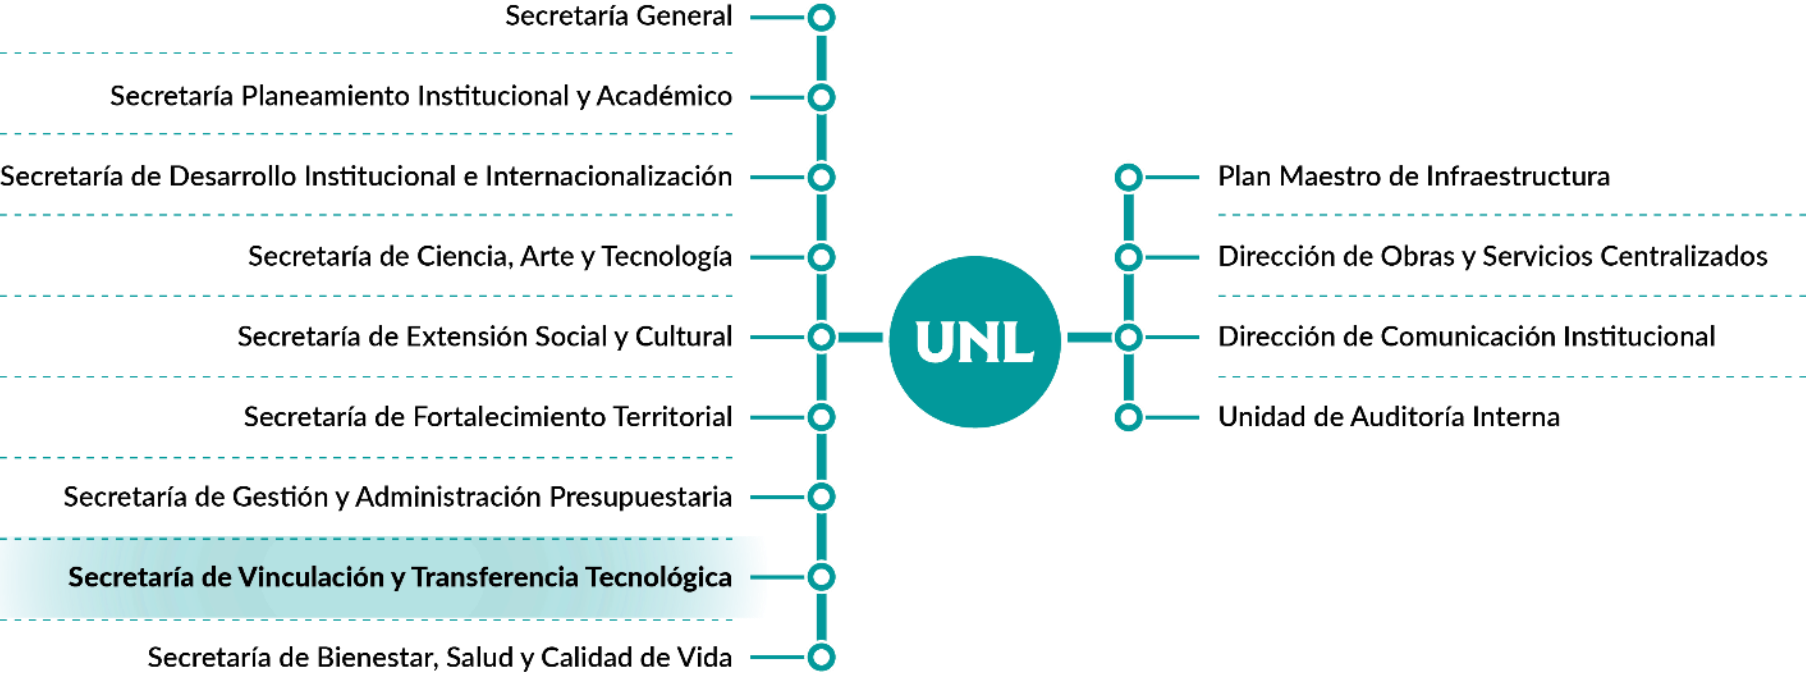 Secretaría General
Secretaría Planeamiento Institucional y Académico
Secretaría de Desarrollo Institucional e Internacionalización
Secretaría de Ciencia, Arte y Tecnología
Secretaría de Extensión Social y Cultural
Secretaría de Fortalecimiento Territorial
Secretaría de Gestión y Administración Presupuestaria
Secretaría de Vinculación y Transferencia Tecnológica
Secretaría de Bienestar, Salud y Calidad de Vida
UNL
Plan Maestro de Infraestructura
Dirección de Obras y Servicios Centralizados
Dirección de Comunicación Institucional
Unidad de Auditoría Interna